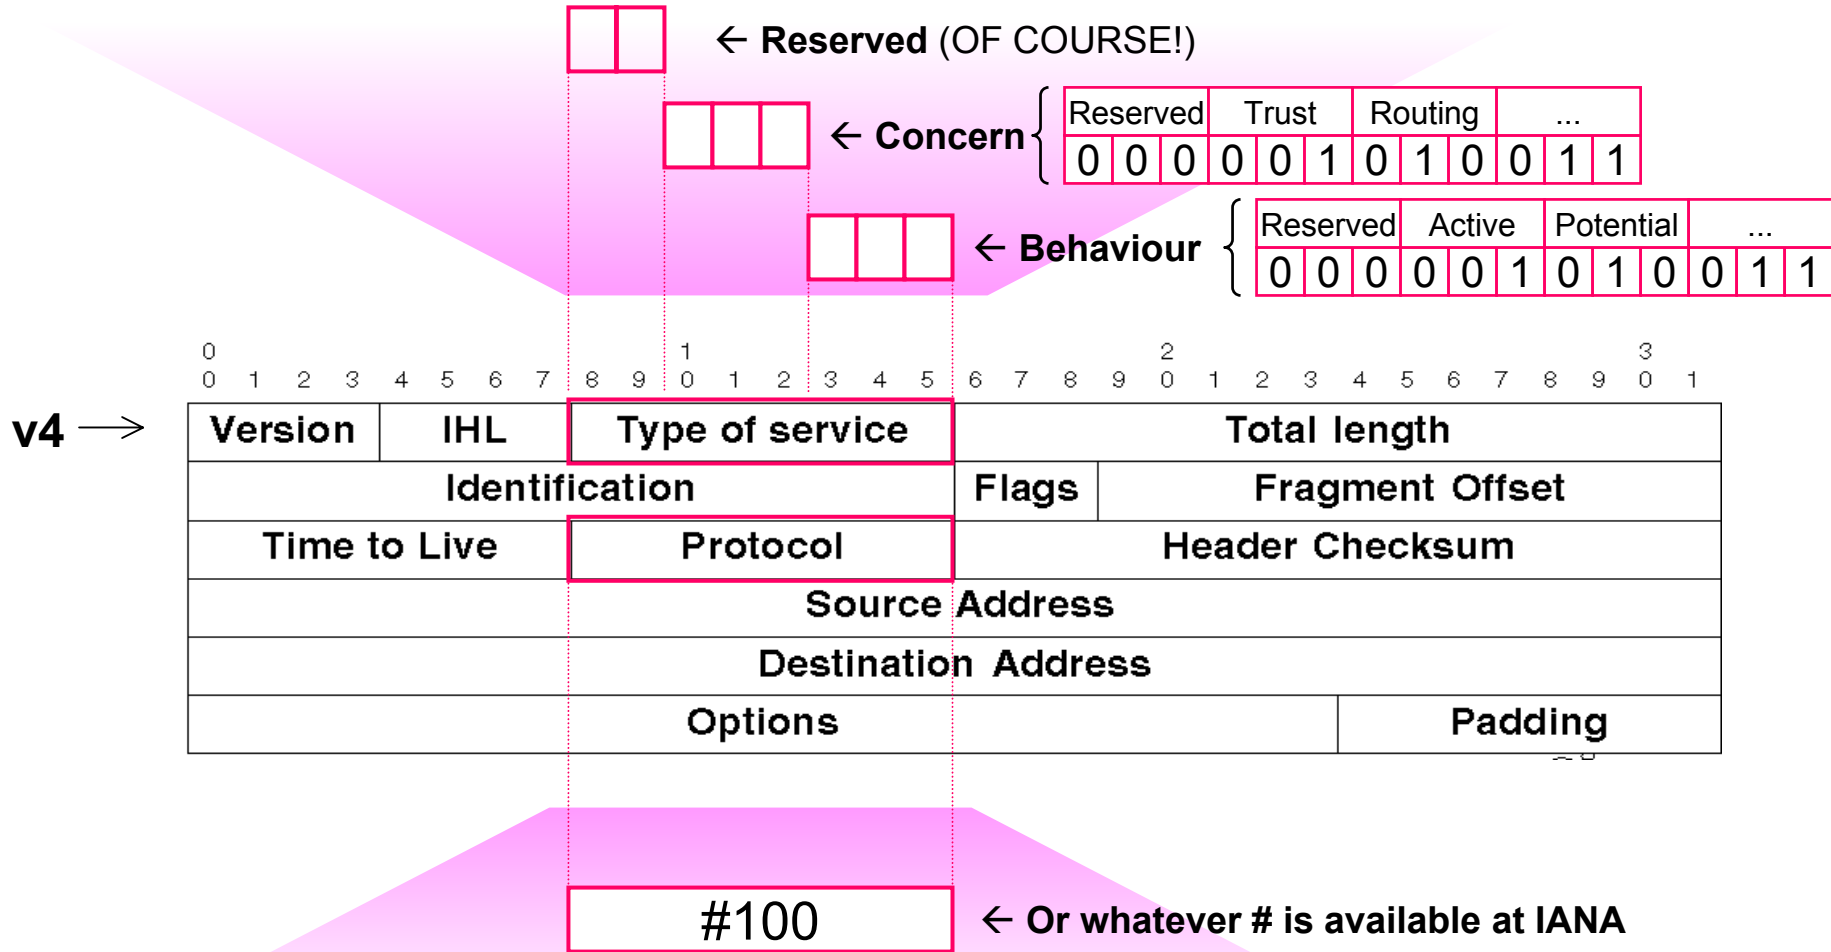 ← Reserved (OF COURSE!)
← Concern
Reserved Trust Routing ...
0 0 0 0 0 1 0 1 0 0 1 1
← Behaviour
Reserved Active Potential ...
0 0 0 0 0 1 0 1 0 0 1 1
0 1 2 3
0 1 2 3 4 5 6 7 8 9 0 1 2 3 4 5 6 7 8 9 0 1 2 3 4 5 6 7 8 9 0 1
v4 → Version IHL Type of service Total length
Identification Flags Fragment Offset
Time to Live Protocol Header Checksum
Source Address
Destination Address
Options Padding
#100 ← Or whatever # is available at IANA